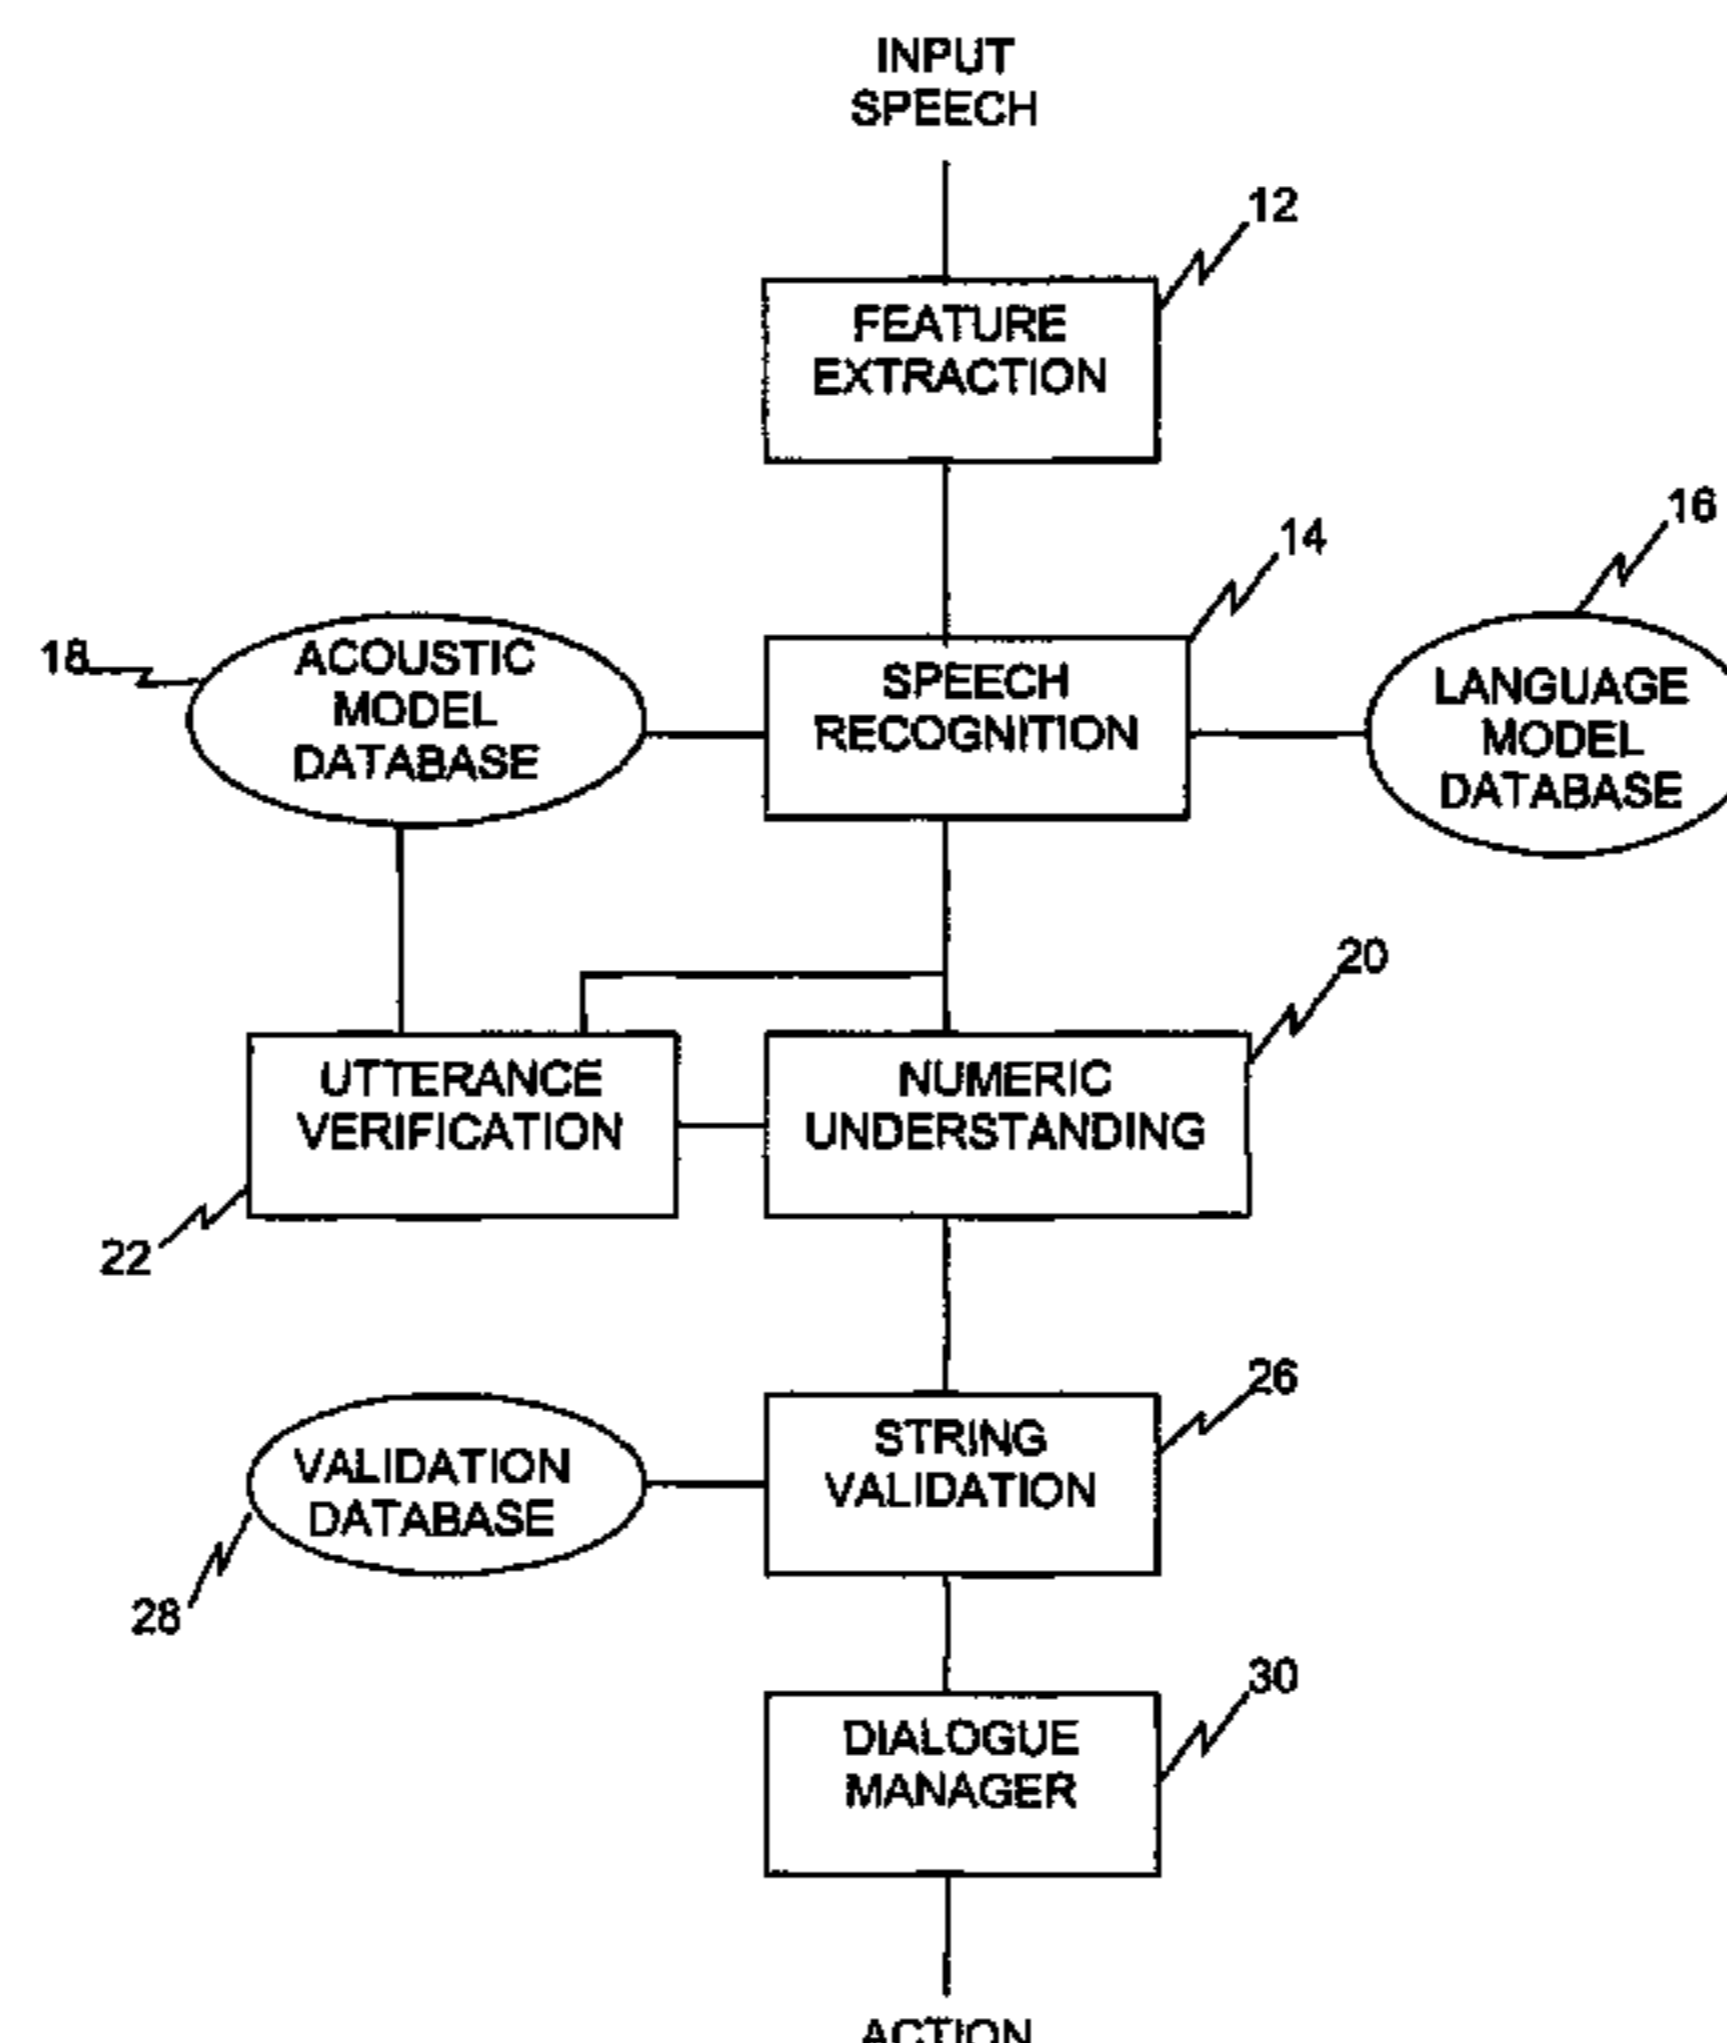 INPUT
SPEECH
12
FEATURE
EXTRACTION
16
14
18
ACOUSTIC
MODEL
DATABASE
SPEECH
RECOGNITION
LANGUAGE
MODEL
DATABASE
20
UTTERANCE
VERIFICATION
NUMERIC
UNDERSTANDING
22
26
STRING
VALIDATION
VALIDATION
DATABASE
28
30
DIALOGUE
MANAGER
ACTION